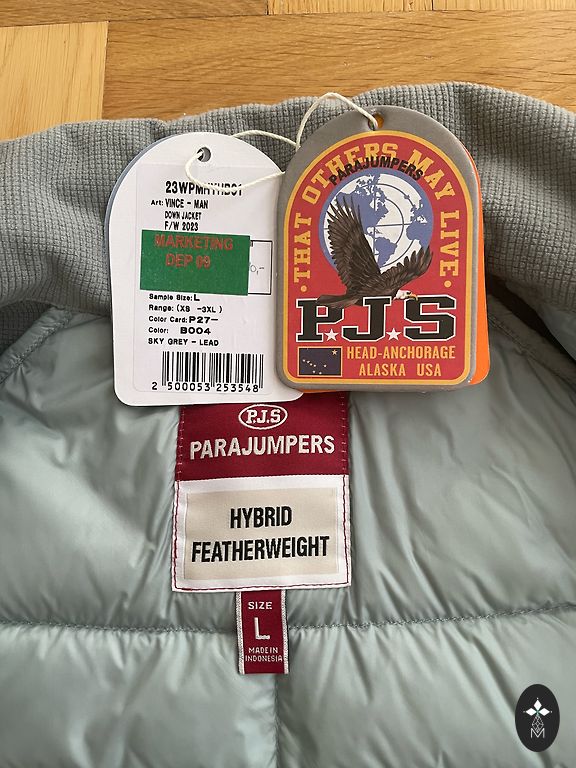 23WPMHYHB01
Art: VINCE - MAN
DOWN JACKET
F/W 2023
MARKETING
DEP 09
0,-
Sample Size: L
Range: (XS -3XL )
Color Card: P27-
Color: B004
SKY GREY - LEAD
2 500053 253548
THAT OTHERS MAY LIVE
PARAJUMPERS
P.J.S
HEAD-ANCHORAGE
ALASKA USA
P.J.S
PARAJUMPERS
HYBRID
FEATHERWEIGHT
SIZE
L
MADE IN
INDONESIA
M